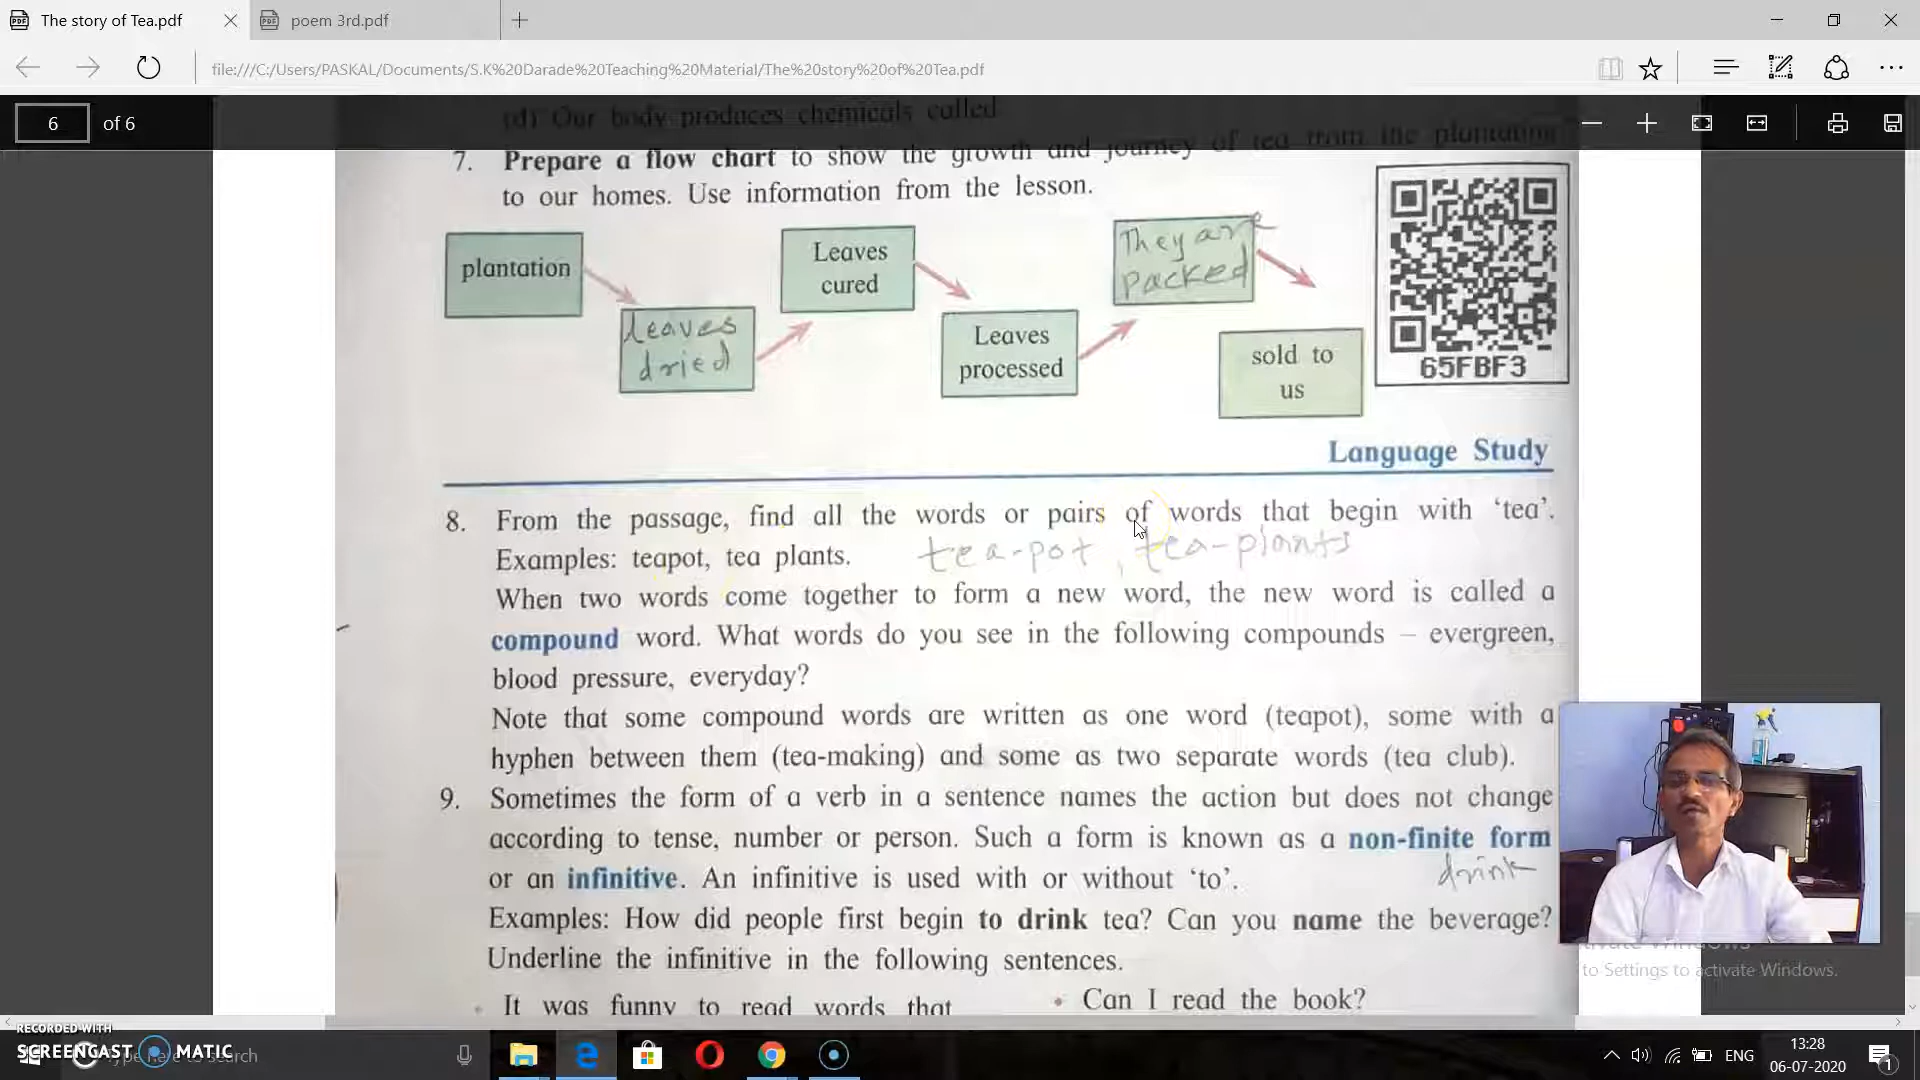 The story of Tea.pdf
poem 3rd.pdf
file:///C:/Users/PASKAL/Documents/S.K%20Darade%20Teaching%20Material/The%20story%20of%20Tea.pdf
6 of 6
(d) Our body produces chemicals called
7. Prepare a flow chart to show the growth and journey of tea from the plantation
to our homes. Use information from the lesson.
plantation
leaves
dried
Leaves
cured
Leaves
processed
They are
packed
sold to
us
65FBF3
Language Study
8. From the passage, find all the words or pairs of words that begin with ‘tea’.
Examples: teapot, tea plants. tea-pot, tea-plants
When two words come together to form a new word, the new word is called a
compound word. What words do you see in the following compounds – evergreen,
blood pressure, everyday?
Note that some compound words are written as one word (teapot), some with a
hyphen between them (tea-making) and some as two separate words (tea club).
9. Sometimes the form of a verb in a sentence names the action but does not change
according to tense, number or person. Such a form is known as a non-finite form
or an infinitive. An infinitive is used with or without ‘to’.
drink
Examples: How did people first begin to drink tea? Can you name the beverage?
Underline the infinitive in the following sentences.
• It was funny to read words that
• Can I read the book?
to Settings to activate Windows.
RECORDED WITH
SCREENCAST MATIC
here to search
ENG
13:28
06-07-2020
1